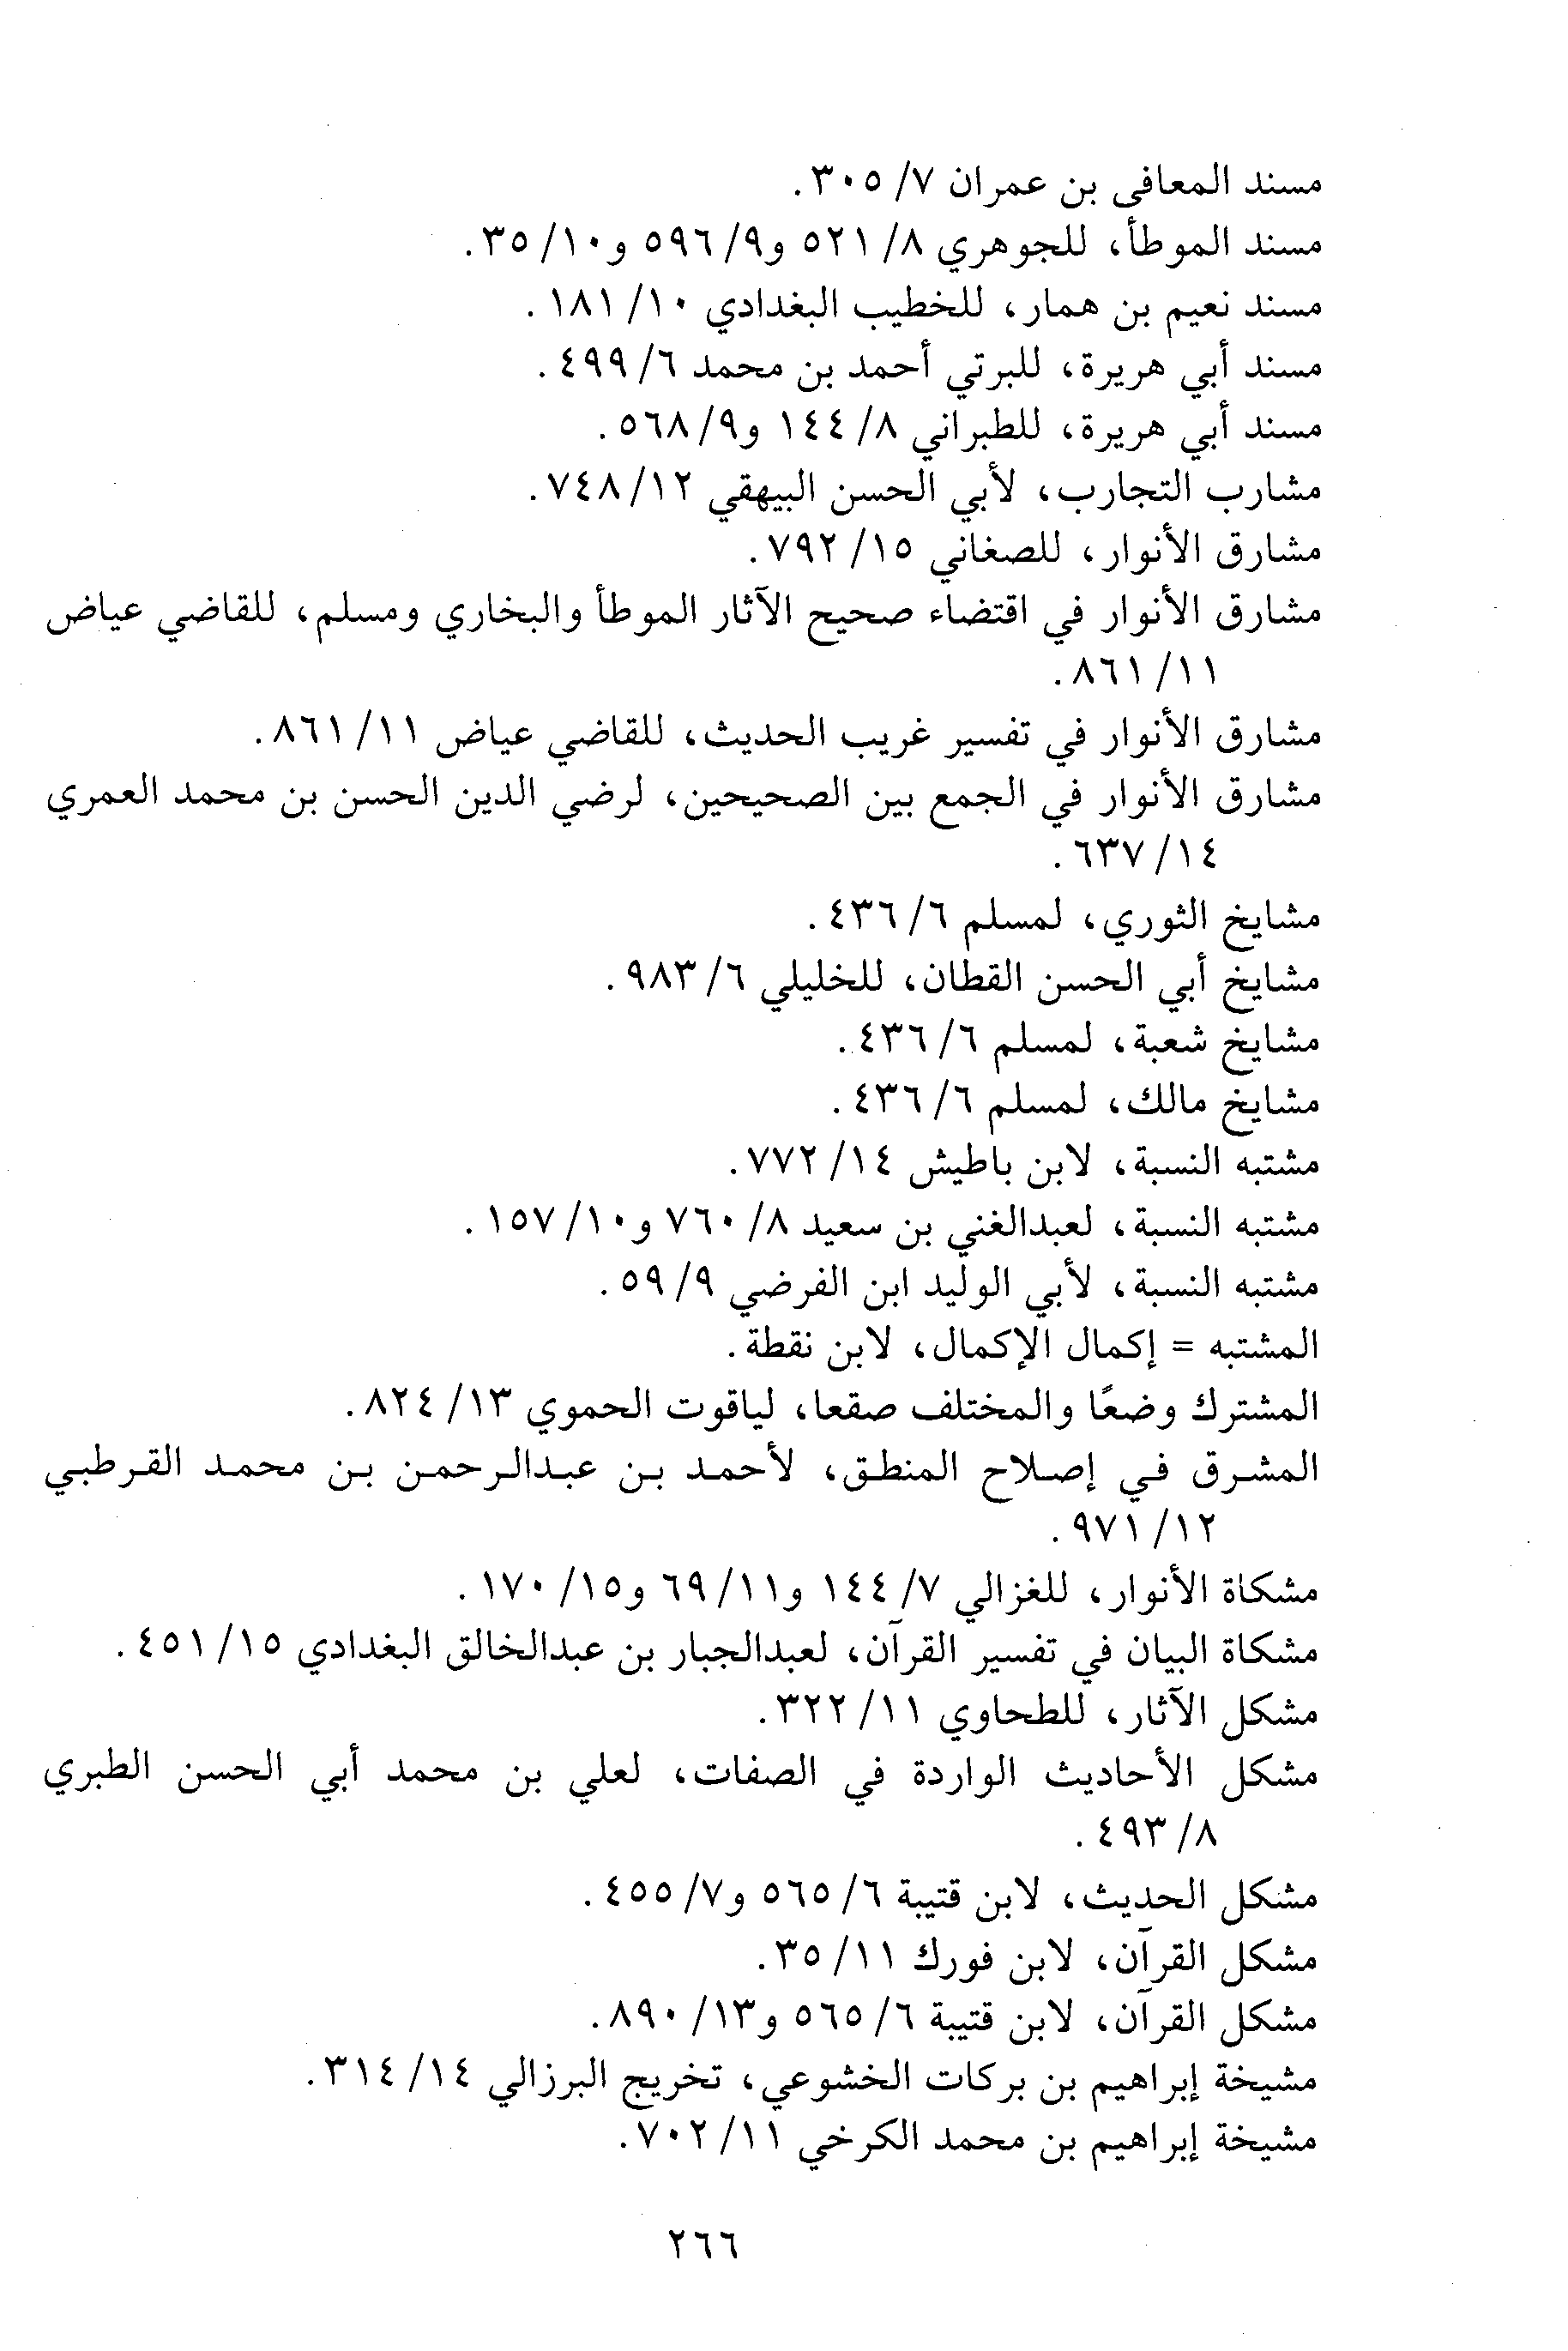 مسند المعافى بن عمران ٧/ ٣٠٥.
مسند الموطأ، للجوهري ٨/ ٥٢١ و٩/ ٥٩٦ و١٠/ ٣٥.
مسند نعيم بن همار، للخطيب البغدادي ١٠/ ١٨١.
مسند أبي هريرة، للبرتي أحمد بن محمد ٦/ ٤٩٩.
مسند أبي هريرة، للطبراني ٨/ ١٤٤ و٩/ ٥٦٨.
مشارب التجارب، لأبي الحسن البيهقي ١٢/ ٧٤٨.
مشارق الأنوار، للصغاني ١٥/ ٧٩٢.
مشارق الأنوار في اقتضاء صحيح الآثار الموطأ والبخاري ومسلم، للقاضي عياض
١١/ ٨٦١.
مشارق الأنوار في تفسير غريب الحديث، للقاضي عياض ١١/ ٨٦١.
مشارق الأنوار في الجمع بين الصحيحين، لرضي الدين الحسن بن محمد العمري
١٤/ ٦٣٧.
مشايخ الثوري، لمسلم ٦/ ٤٣٦.
مشايخ أبي الحسن القطان، للخليلي ٦/ ٩٨٣.
مشايخ شعبة، لمسلم ٦/ ٤٣٦.
مشايخ مالك، لمسلم ٦/ ٤٣٦.
مشتبه النسبة، لابن باطيش ١٤/ ٧٧٢.
مشتبه النسبة، لعبدالغني بن سعيد ٨/ ٧٦٠ و١٠/ ١٥٧.
مشتبه النسبة، لأبي الوليد ابن الفرضي ٩/ ٥٩.
المشتبه = إكمال الإكمال، لابن نقطة.
المشترك وضعًا والمختلف صقعا، لياقوت الحموي ١٣/ ٨٢٤.
المشرق في إصلاح المنطق، لأحمد بن عبدالرحمن بن محمد القرطبي
١٢/ ٩٧١.
مشكاة الأنوار، للغزالي ٧/ ١٤٤ و١١/ ٦٩ و١٥/ ١٧٠.
مشكاة البيان في تفسير القرآن، لعبدالجبار بن عبدالخالق البغدادي ١٥/ ٤٥١.
مشكل الآثار، للطحاوي ١١/ ٣٢٢.
مشكل الأحاديث الواردة في الصفات، لعلي بن محمد أبي الحسن الطبري
٨/ ٤٩٣.
مشكل الحديث، لابن قتيبة ٦/ ٥٦٥ و٧/ ٤٥٥.
مشكل القرآن، لابن فورك ١١/ ٣٥.
مشكل القرآن، لابن قتيبة ٦/ ٥٦٥ و١٣/ ٨٩٠.
مشيخة إبراهيم بن بركات الخشوعي، تخريج البرزالي ١٤/ ٣١٤.
مشيخة إبراهيم بن محمد الكرخي ١١/ ٧٠٢.
٢٦٦